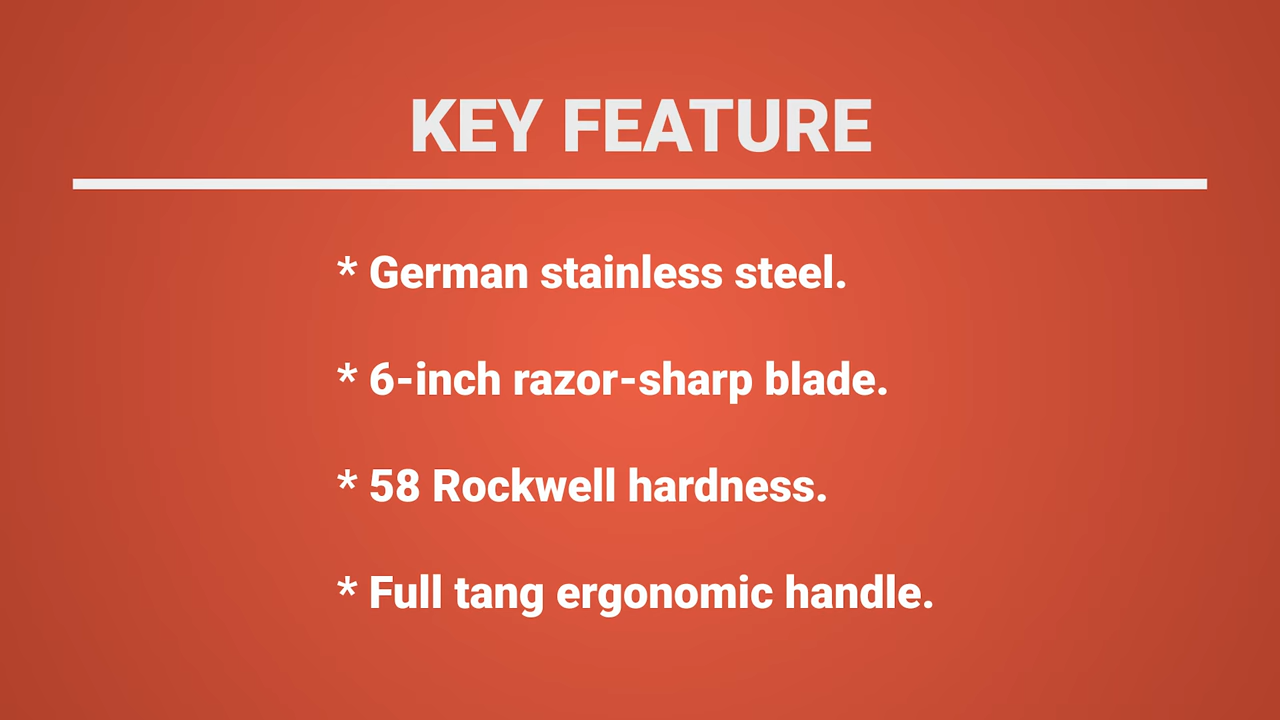 KEY FEATURE
* German stainless steel.
* 6-inch razor-sharp blade.
* 58 Rockwell hardness.
* Full tang ergonomic handle.